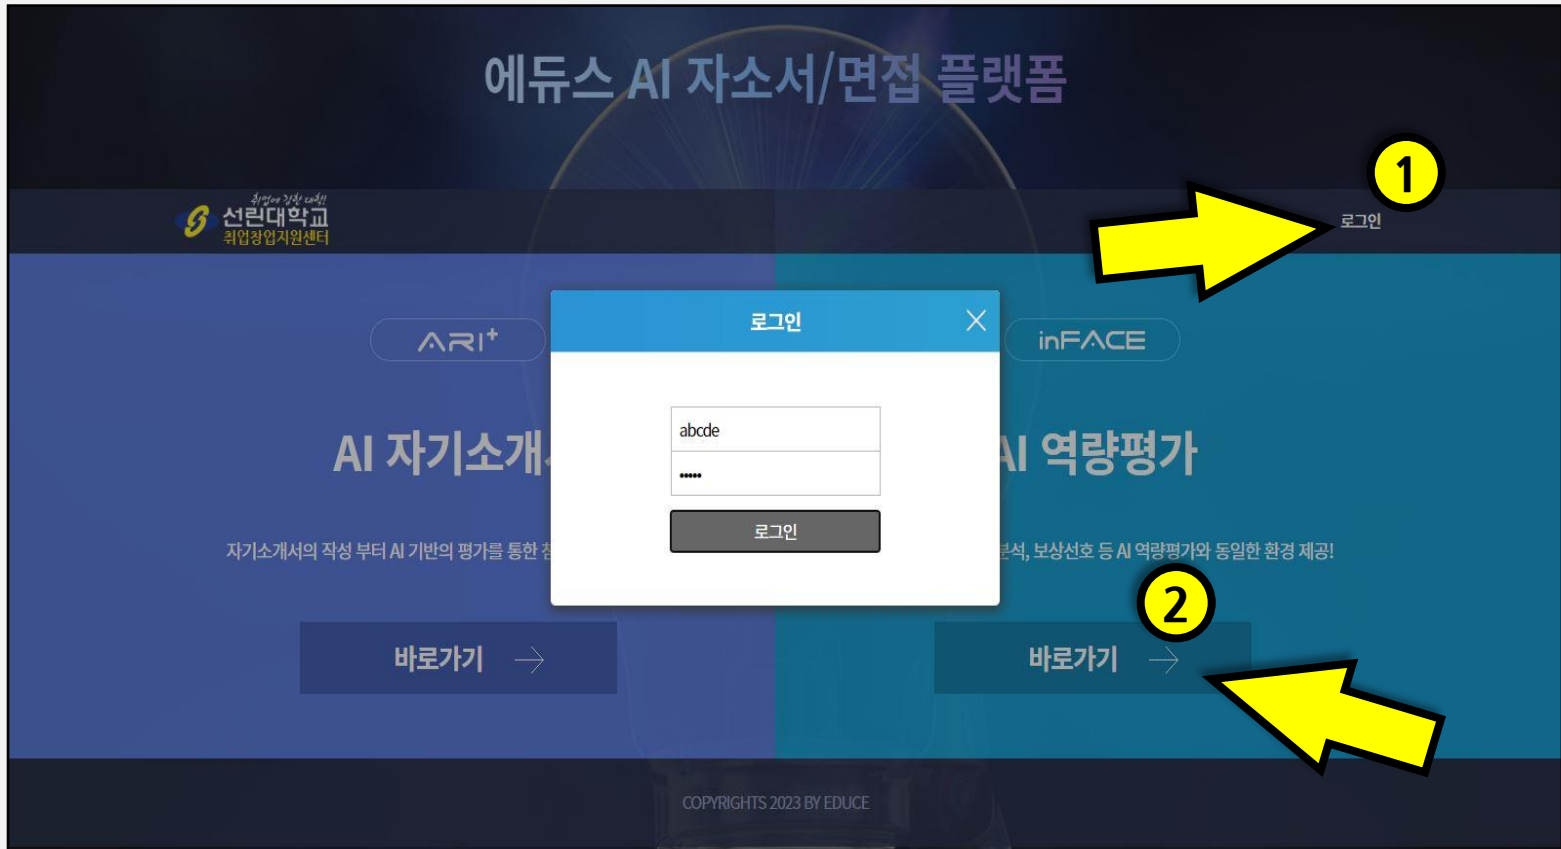 에듀스 AI 자소서/면접 플랫폼
1
취업에 강한 대학!
선린대학교
취업창업지원센터
로그인
로그인
ARI+
inFACE
abcde
•••••
로그인
AI 자기소개
AI 역량평가
자기소개서의 작성 부터 AI 기반의 평가를 통한
분석, 보상선호 등 AI 역량평가와 동일한 환경 제공!
2
바로가기 →
바로가기 →
COPYRIGHTS 2023 BY EDUCE